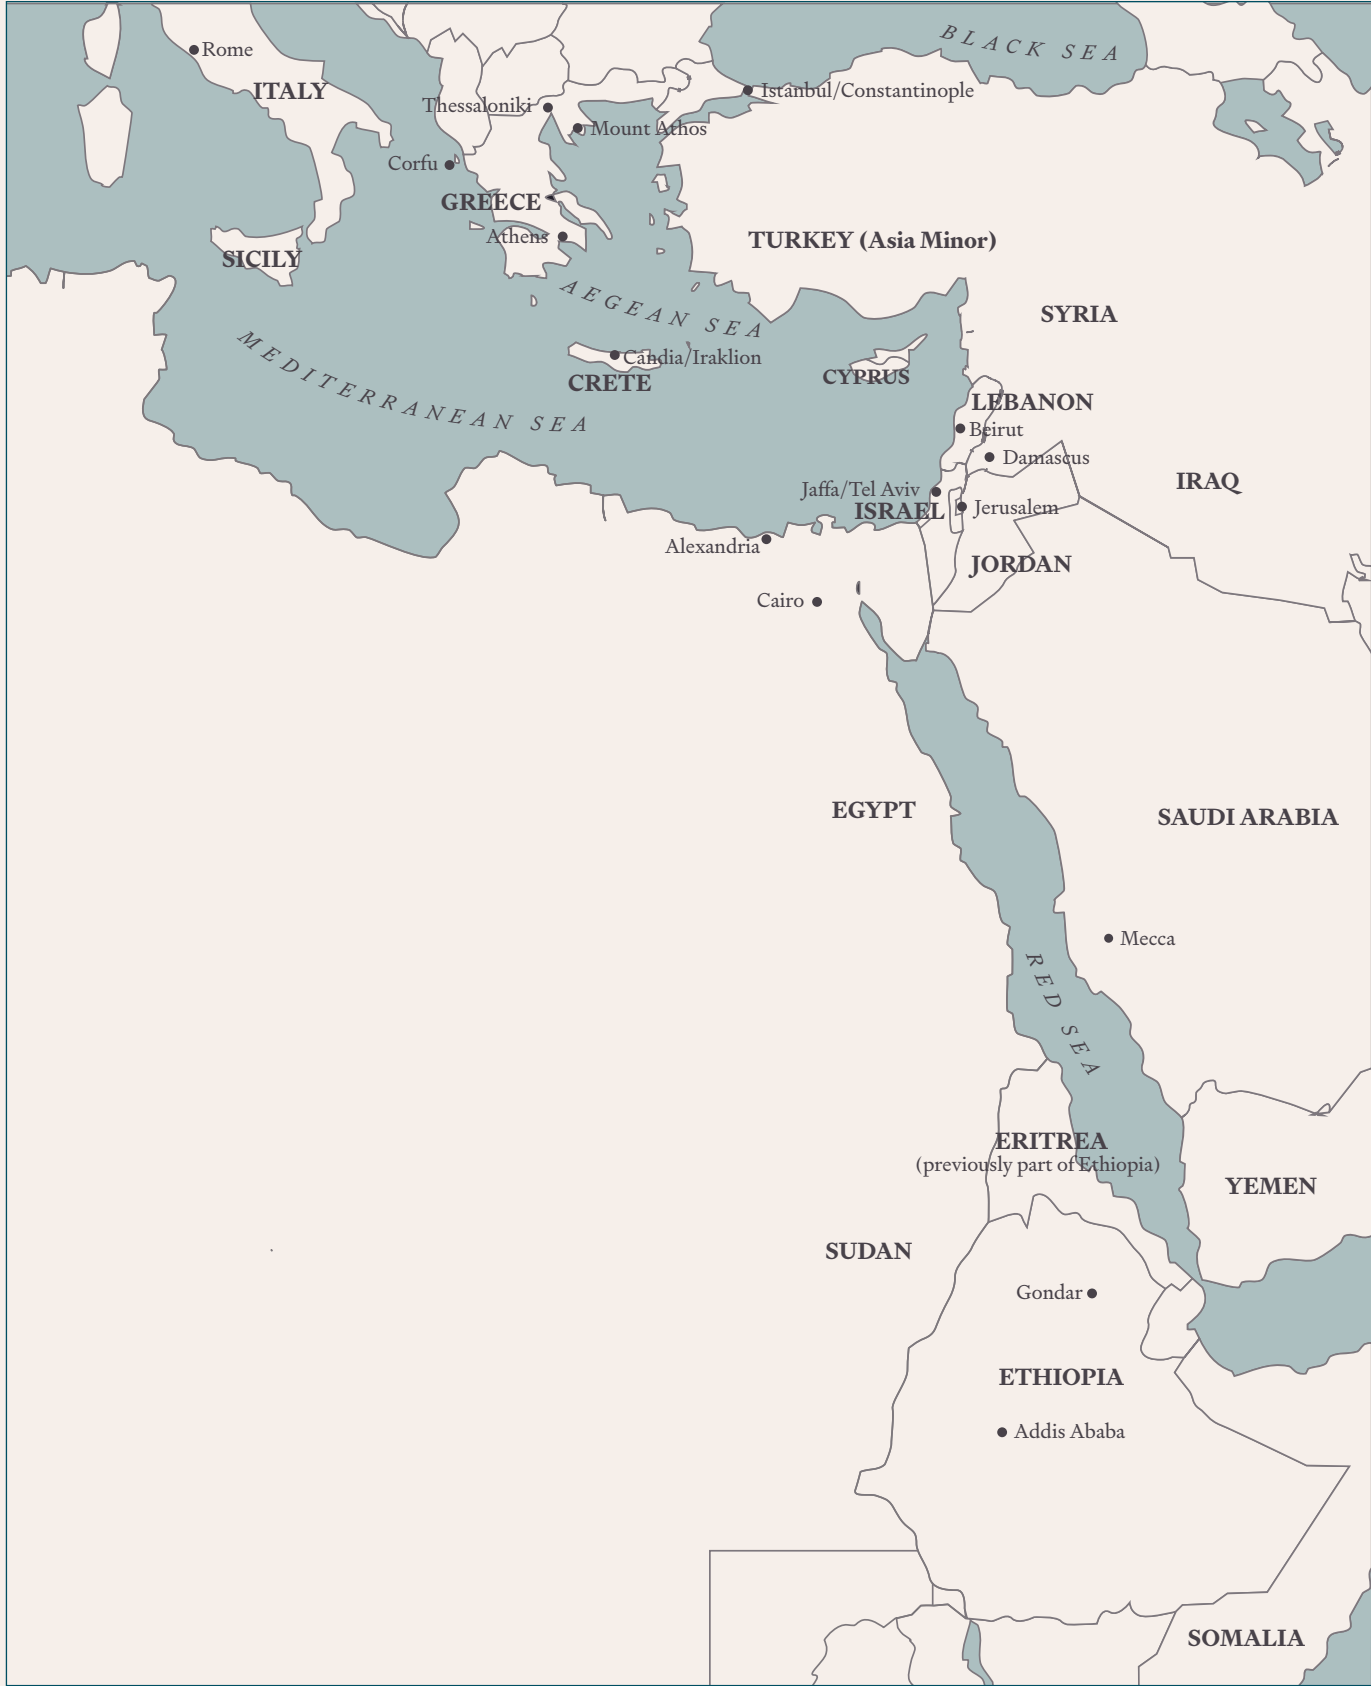 BLACK SEA
Rome
ITALY
Istanbul/Constantinople
Thessaloniki
Mount Athos
Corfu
GREECE
Athens
TURKEY (Asia Minor)
SICILY
AEGEAN SEA
SYRIA
MEDITERRANEAN SEA
Candia/Iraklion
CRETE
CYPRUS
LEBANON
Beirut
Damascus
IRAQ
Jaffa/Tel Aviv
ISRAEL
Jerusalem
Alexandria
JORDAN
Cairo
EGYPT
SAUDI ARABIA
Mecca
RED SEA
ERITREA
(previously part of Ethiopia)
YEMEN
SUDAN
Gondar
ETHIOPIA
Addis Ababa
SOMALIA